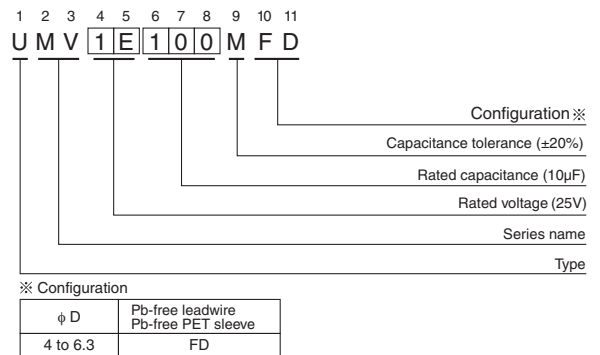 1 2 3 4 5 6 7 8 9 10 11
U M V 1 E 1 0 0 M F D
Configuration※
Capacitance tolerance (±20%)
Rated capacitance (10µF)
Rated voltage (25V)
Series name
Type
※ Configuration
ϕ D
Pb-free leadwire
Pb-free PET sleeve
4 to 6.3
FD